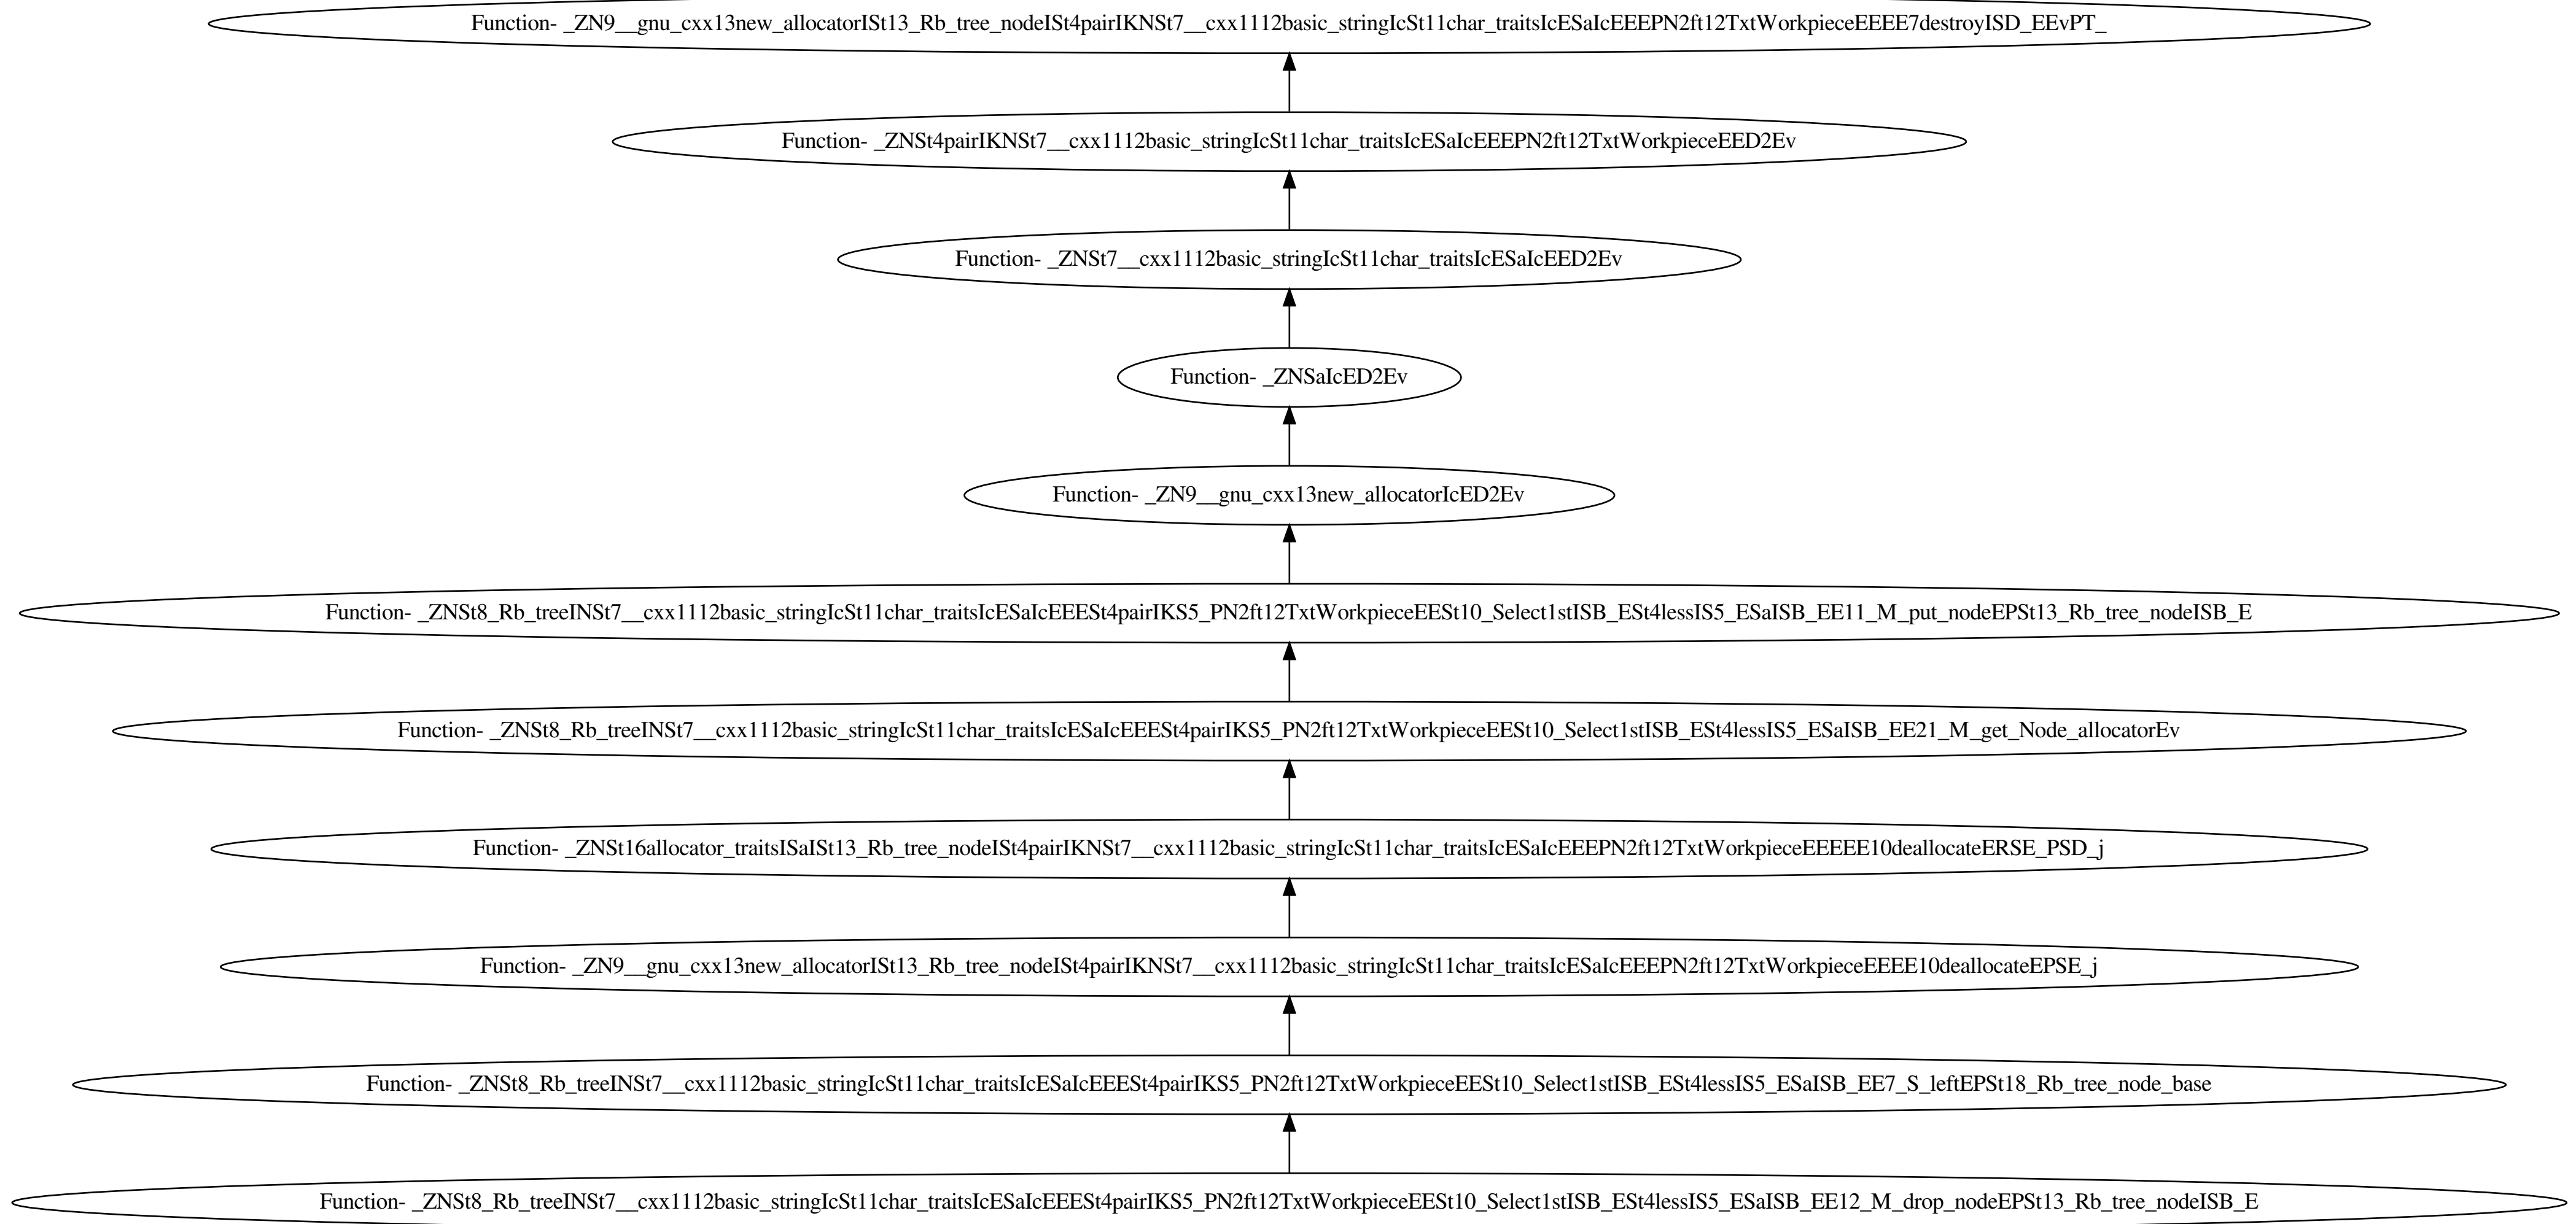 Function- _ZN9__gnu_cxx13new_allocatorISt13_Rb_tree_nodeISt4pairIKNSt7__cxx1112basic_stringIcSt11char_traitsIcESaIcEEEPN2ft12TxtWorkpieceEEEE7destroyISD_EEvPT_
Function- _ZNSt4pairIKNSt7__cxx1112basic_stringIcSt11char_traitsIcESaIcEEEPN2ft12TxtWorkpieceEED2Ev
Function- _ZNSt7__cxx1112basic_stringIcSt11char_traitsIcESaIcEED2Ev
Function- _ZNSaIcED2Ev
Function- _ZN9__gnu_cxx13new_allocatorIcED2Ev
Function- _ZNSt8_Rb_treeINSt7__cxx1112basic_stringIcSt11char_traitsIcESaIcEEESt4pairIKS5_PN2ft12TxtWorkpieceEESt10_Select1stISB_ESt4lessIS5_ESaISB_EE11_M_put_nodeEPSt13_Rb_tree_nodeISB_E
Function- _ZNSt8_Rb_treeINSt7__cxx1112basic_stringIcSt11char_traitsIcESaIcEEESt4pairIKS5_PN2ft12TxtWorkpieceEESt10_Select1stISB_ESt4lessIS5_ESaISB_EE21_M_get_Node_allocatorEv
Function- _ZNSt16allocator_traitsISaISt13_Rb_tree_nodeISt4pairIKNSt7__cxx1112basic_stringIcSt11char_traitsIcESaIcEEEPN2ft12TxtWorkpieceEEEEE10deallocateERSE_PSD_j
Function- _ZN9__gnu_cxx13new_allocatorISt13_Rb_tree_nodeISt4pairIKNSt7__cxx1112basic_stringIcSt11char_traitsIcESaIcEEEPN2ft12TxtWorkpieceEEEE10deallocateEPSE_j
Function- _ZNSt8_Rb_treeINSt7__cxx1112basic_stringIcSt11char_traitsIcESaIcEEESt4pairIKS5_PN2ft12TxtWorkpieceEESt10_Select1stISB_ESt4lessIS5_ESaISB_EE7_S_leftEPSt18_Rb_tree_node_base
Function- _ZNSt8_Rb_treeINSt7__cxx1112basic_stringIcSt11char_traitsIcESaIcEEESt4pairIKS5_PN2ft12TxtWorkpieceEESt10_Select1stISB_ESt4lessIS5_ESaISB_EE12_M_drop_nodeEPSt13_Rb_tree_nodeISB_E